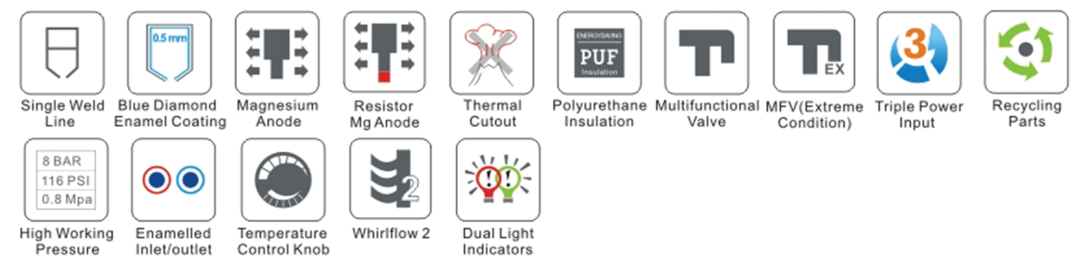 0.5 mm
ENERGYSAVING
PUF
Insulation
EX
3
Single Weld
Line
Blue Diamond
Enamel Coating
Magnesium
Anode
Resistor
Mg Anode
Thermal
Cutout
Polyurethane
Insulation
Multifunctional
Valve
MFV(Extreme
Condition)
Triple Power
Input
Recycling
Parts
8 BAR
116 PSI
0.8 Mpa
2
! !
High Working
Pressure
Enamelled
Inlet/outlet
Temperature
Control Knob
Whirlflow 2
Dual Light
Indicators